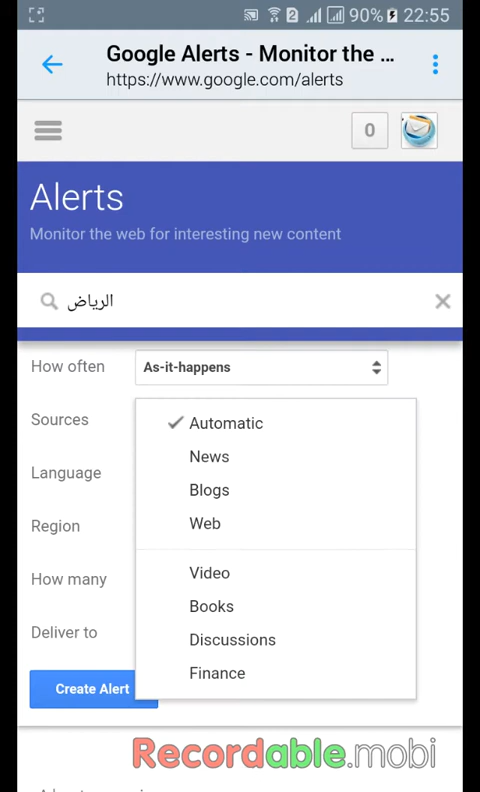 2 90% 22:55
Google Alerts - Monitor the ...
https://www.google.com/alerts
0
Alerts
Monitor the web for interesting new content
الرياض
How often As-it-happens
Sources
Automatic
News
Language
Blogs
Web
Region
Video
How many
Books
Deliver to
Discussions
Finance
Create Alert
Recordable.mobi